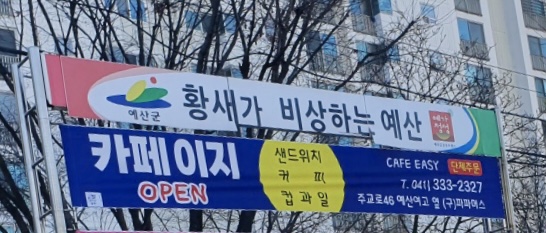 예산군
황새가 비상하는 예산
카페이지
OPEN
샌드위치
커피
컵과일
CAFE EASY 단체주문
T. 041) 333-2327
주교로46 예산여고 옆 (구)파파이스